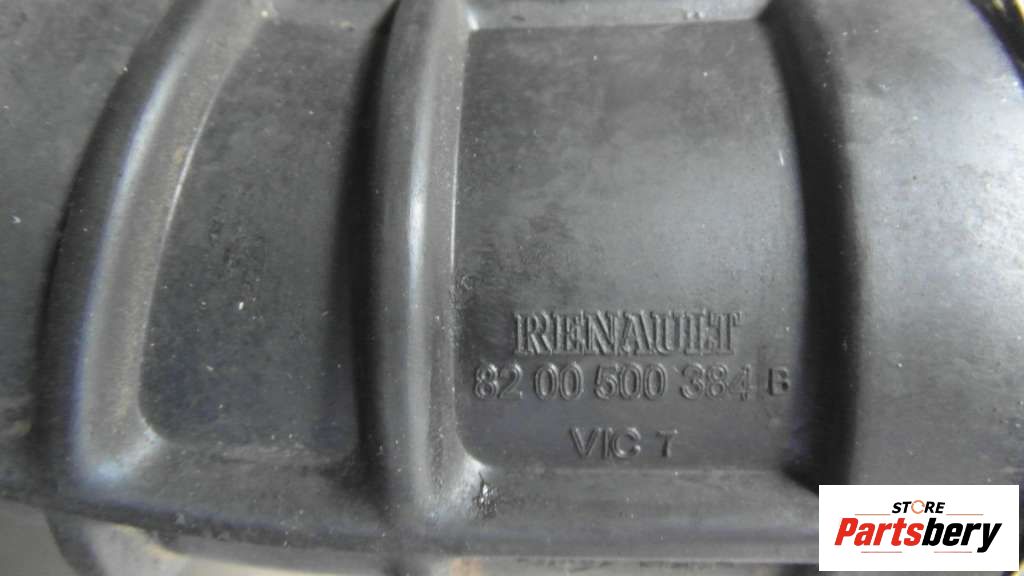 RENAULT
82 00 500 384 B
VIC 7
STORE
Partsbery